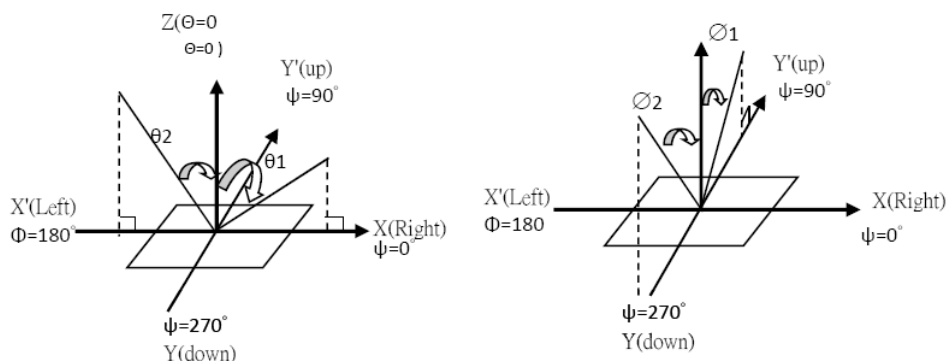 Z(Θ=0
Θ=0 )
Y'(up)
ψ=90°
θ2
θ1
X'(Left)
Φ=180°
X(Right)
ψ=0°
ψ=270°
Y(down)
∅1
Y'(up)
ψ=90°
∅2
X'(Left)
Φ=180
X(Right)
ψ=0°
ψ=270°
Y(down)